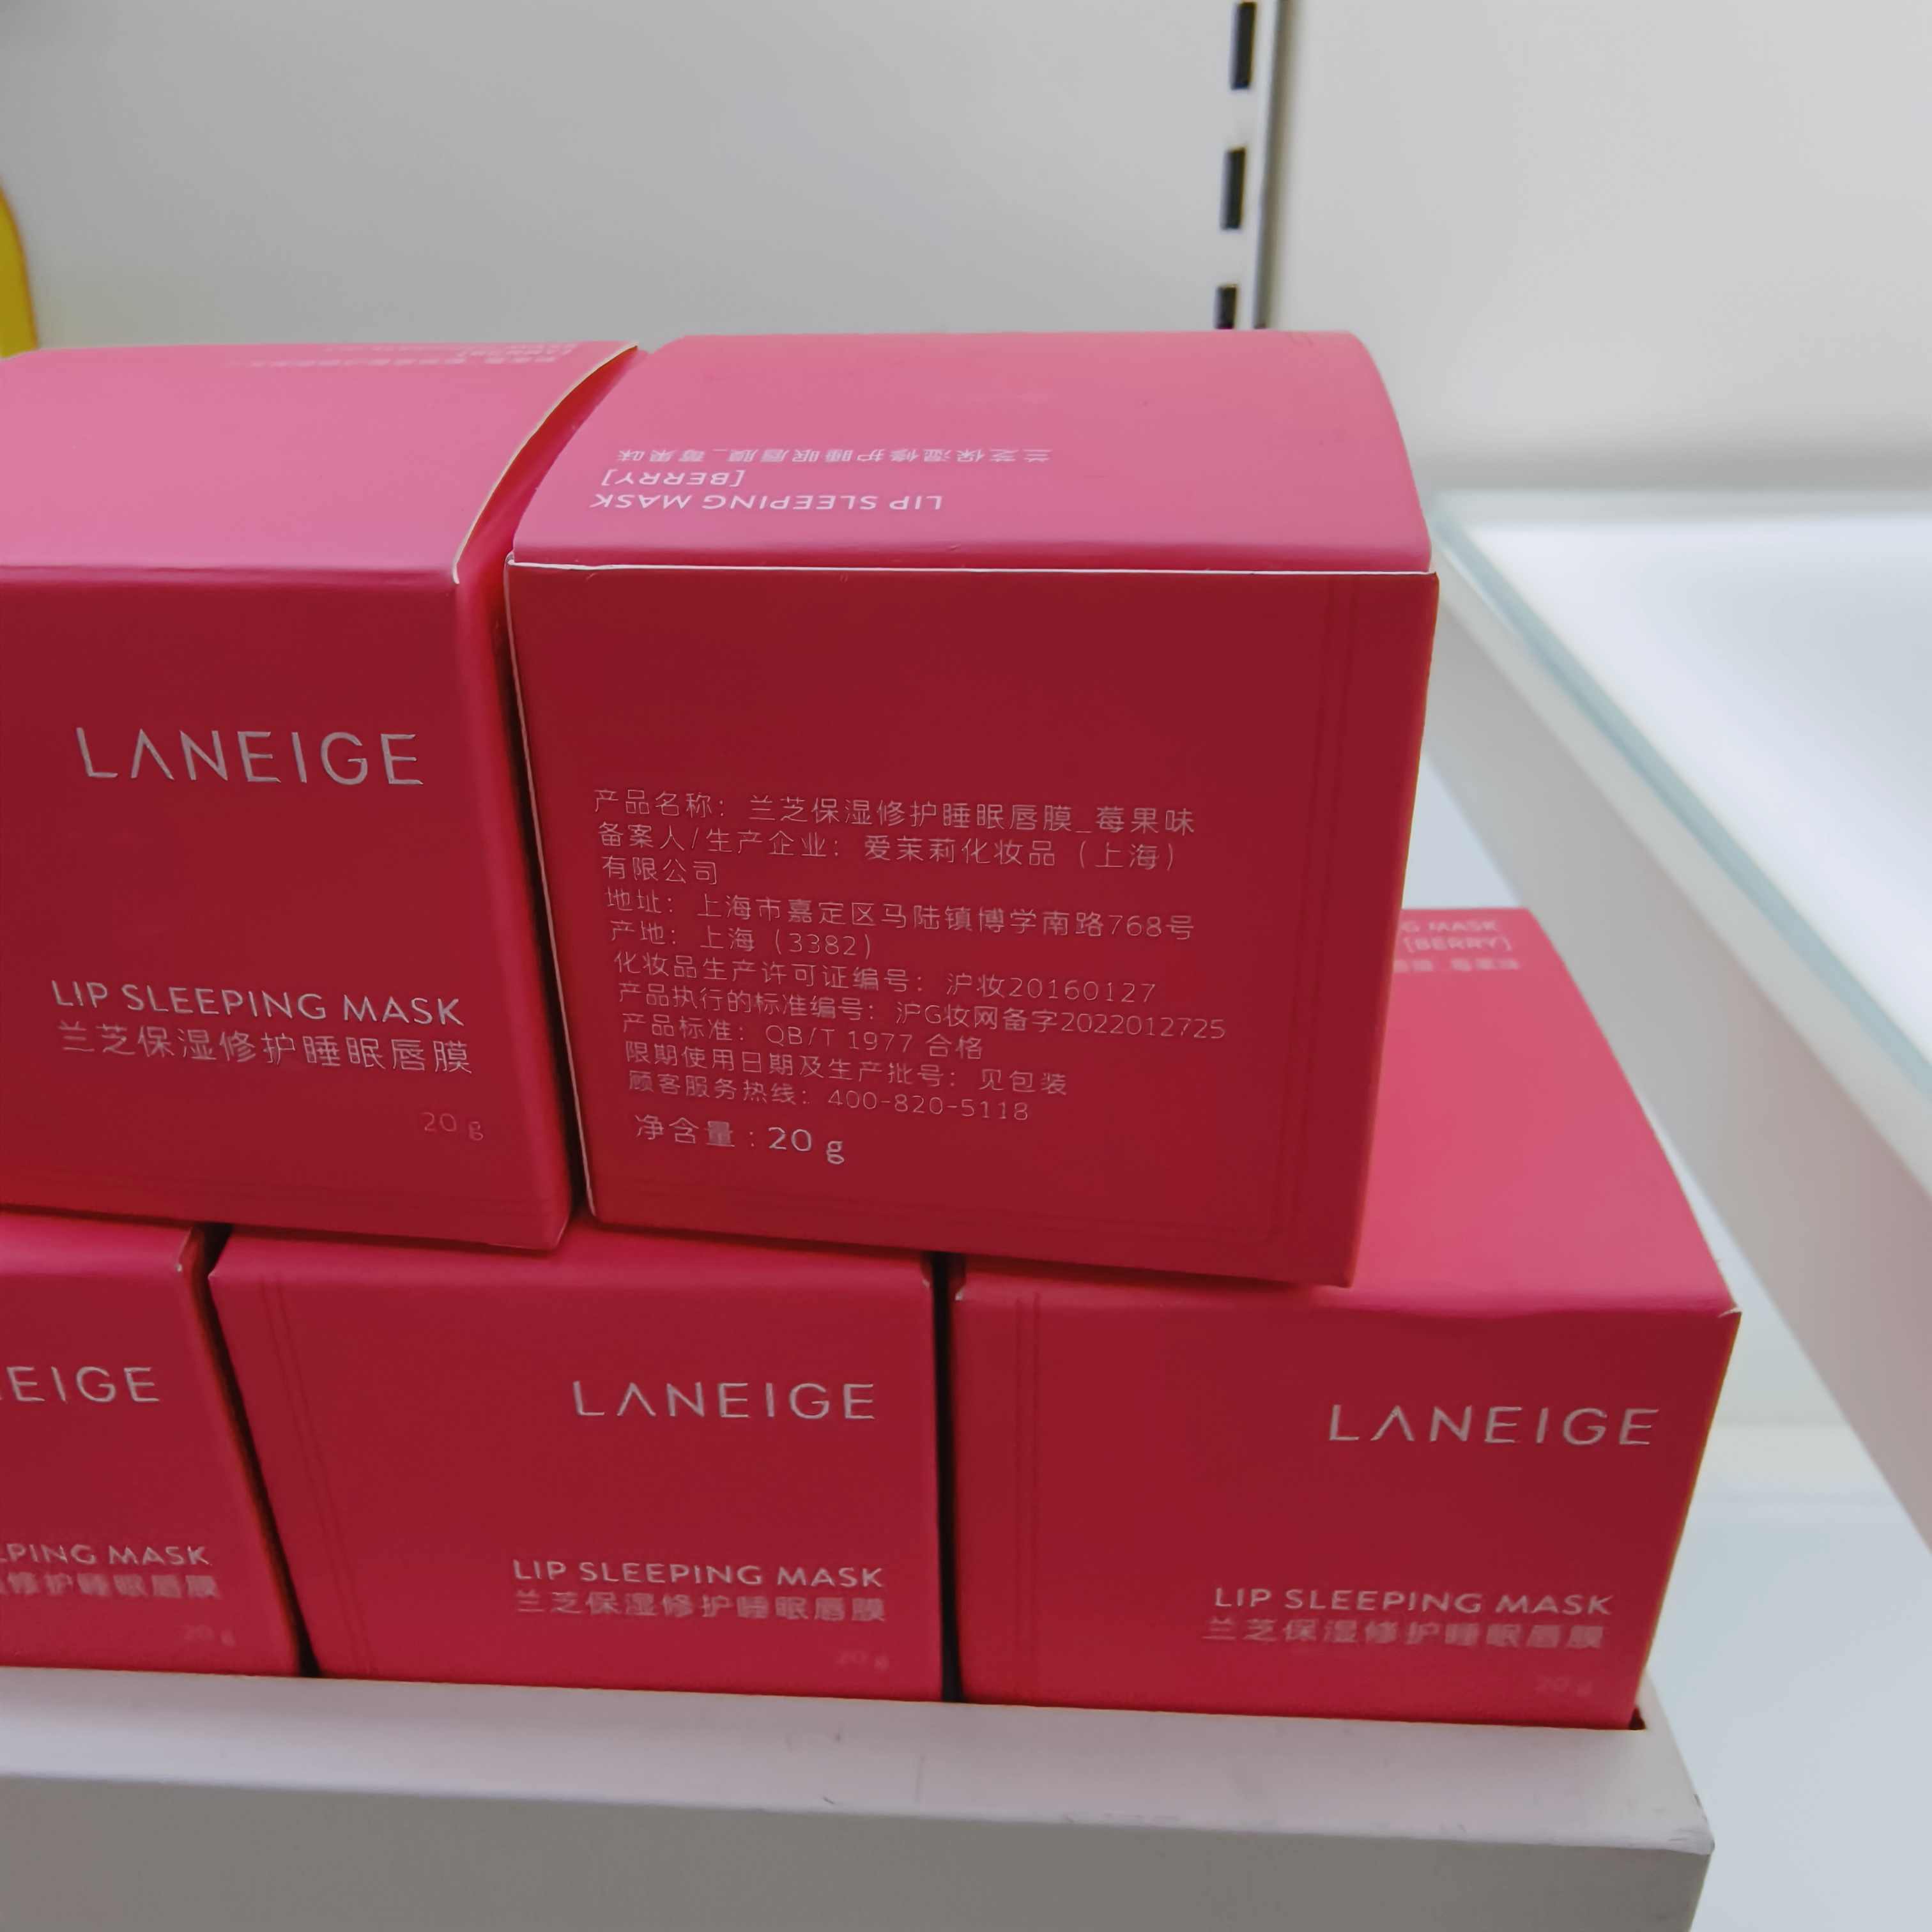 兰芝保湿修护睡眠唇膜_莓果味
[BERRY]
LIP SLEEPING MASK
LANEIGE
LIP SLEEPING MASK
兰芝保湿修护睡眠唇膜
20 g
产品名称：兰芝保湿修护睡眠唇膜_莓果味
备案人/生产企业：爱茉莉化妆品（上海）
有限公司
地址：上海市嘉定区马陆镇博学南路768号
产地：上海（3382）
化妆品生产许可证编号：沪妆20160127
产品执行的标准编号：沪G妆网备字2022012725
产品标准：QB/T 1977 合格
限期使用日期及生产批号：见包装
顾客服务热线：400-820-5118
净含量：20 g
G MASK
[BERRY]
莓果味
EIGE
PING MASK
修护睡眠唇膜
20 g
LANEIGE
LIP SLEEPING MASK
兰芝保湿修护睡眠唇膜
20 g
LANEIGE
LIP SLEEPING MASK
兰芝保湿修护睡眠唇膜
20 g